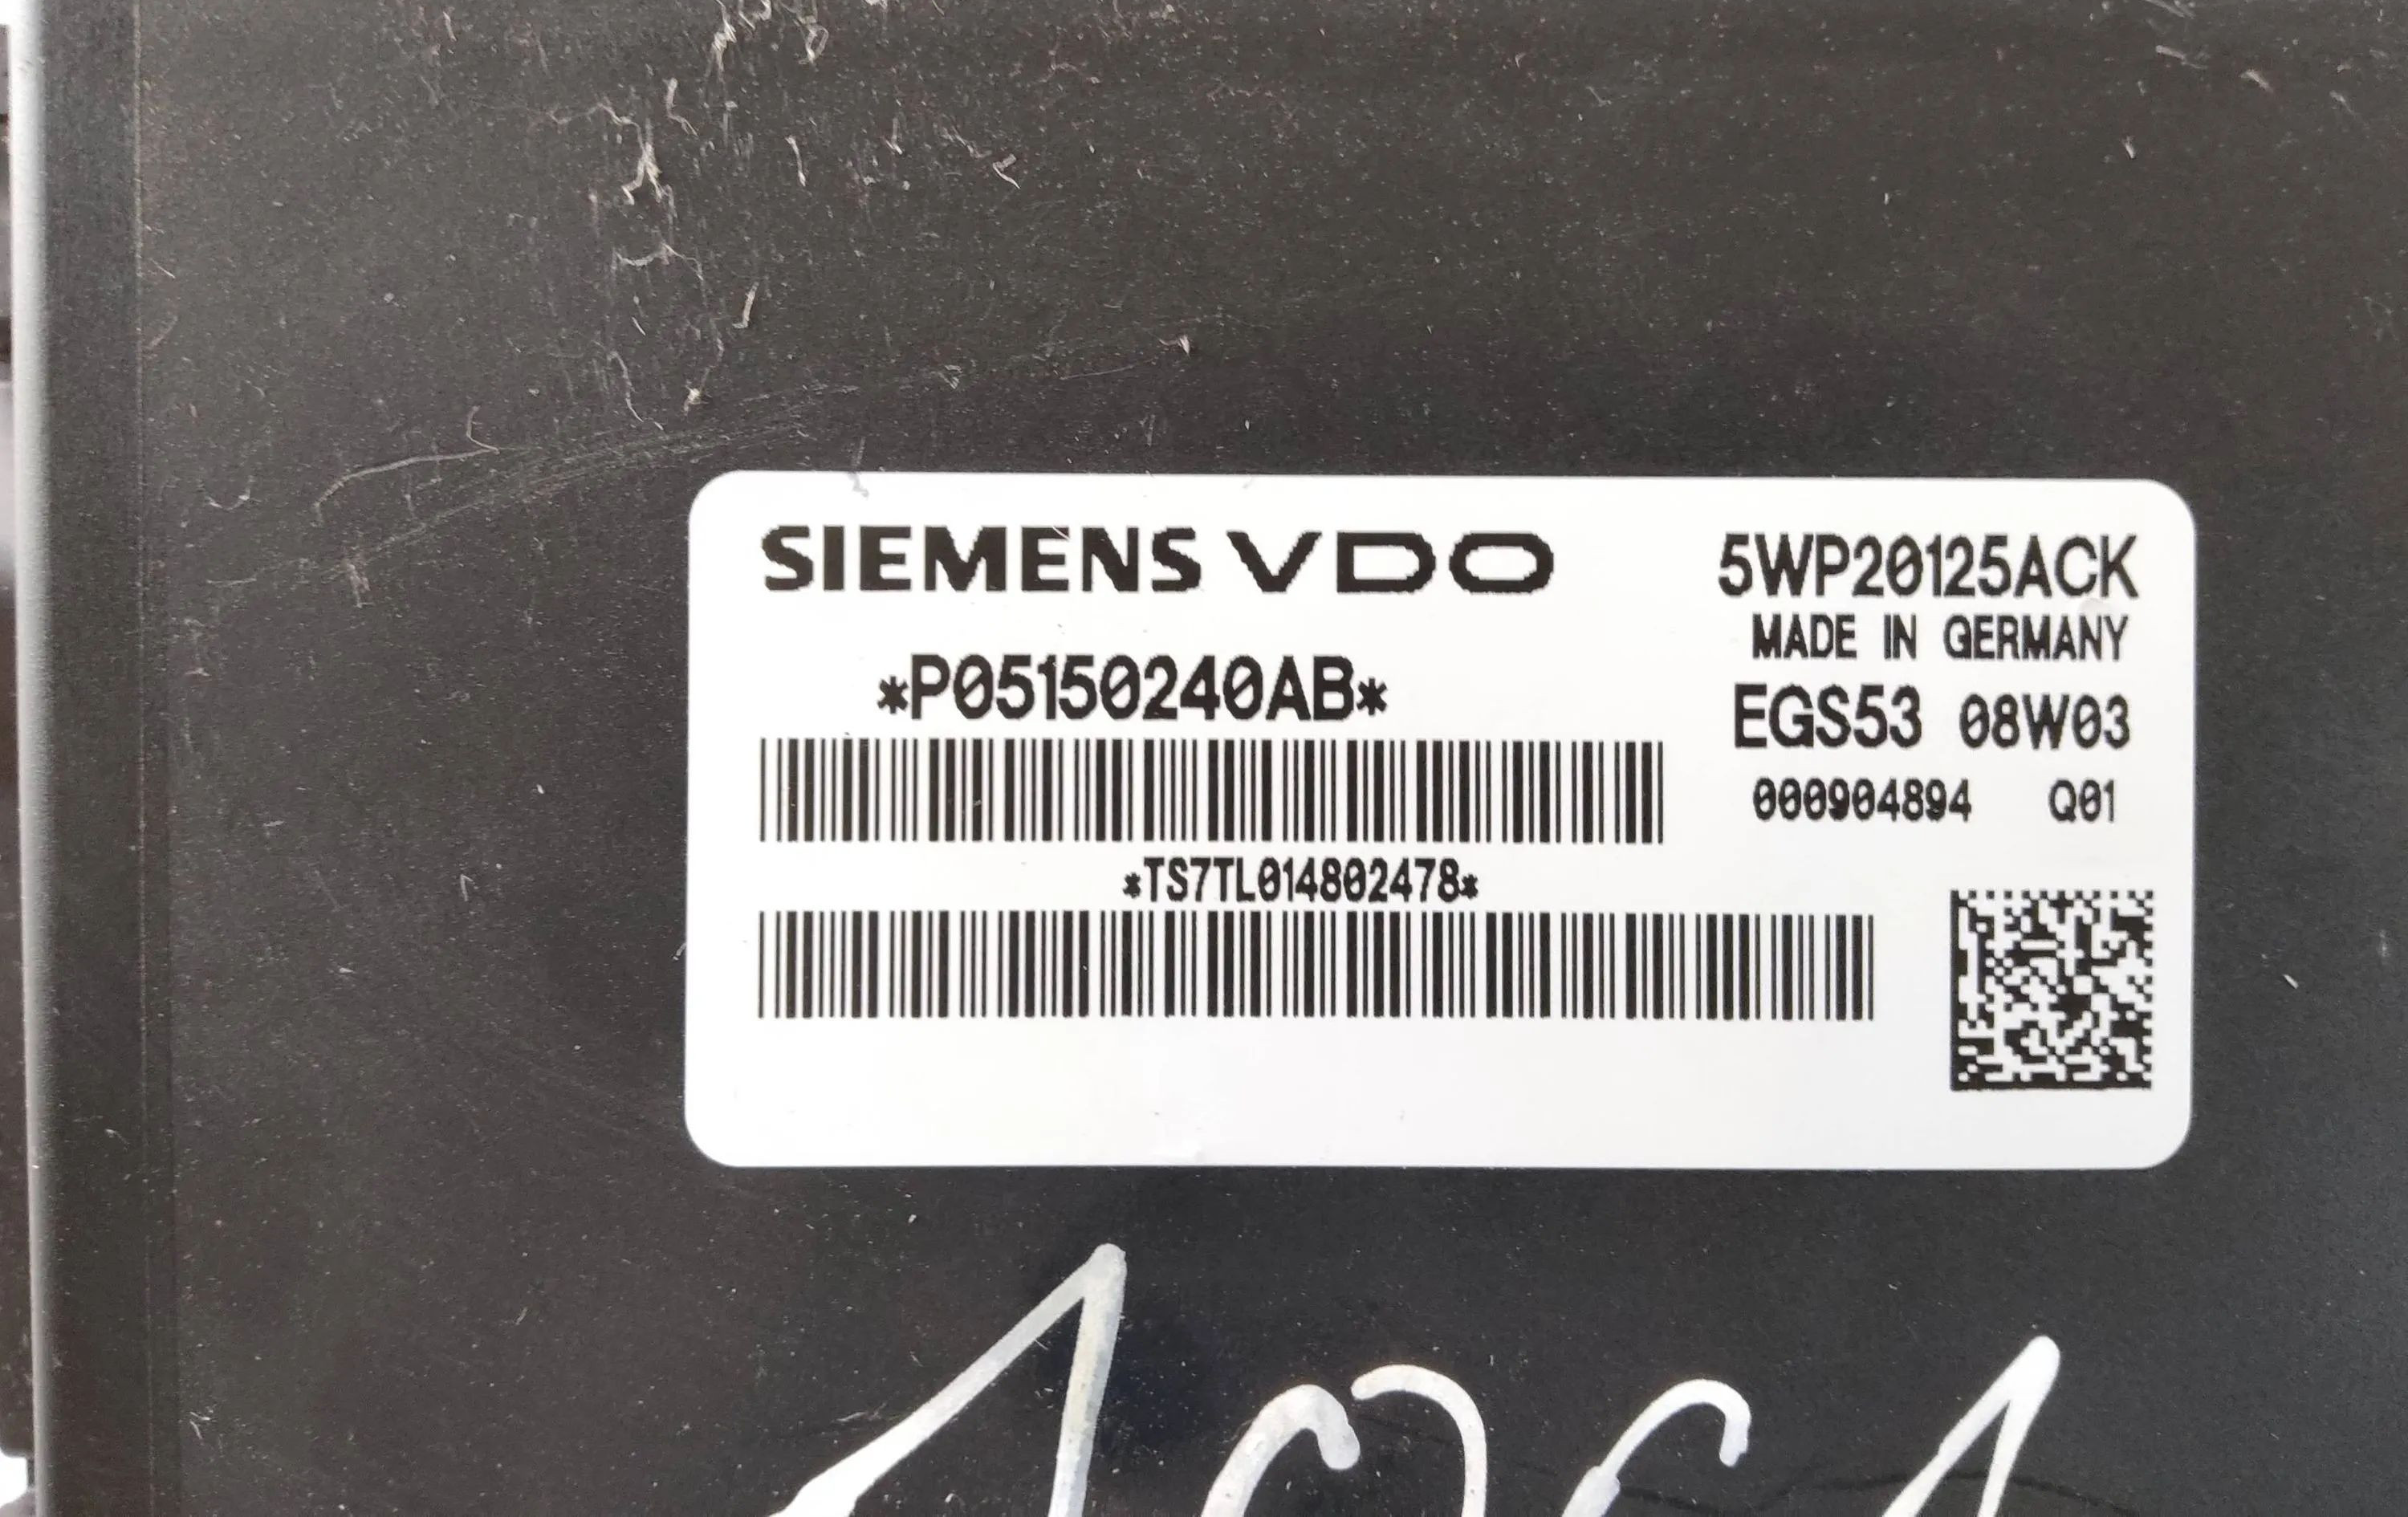 SIEMENS VDO
5WP20125ACK
MADE IN GERMANY
*P05150240AB*
EGS53 08W03
000904894 Q01
*TS7TL014802478*